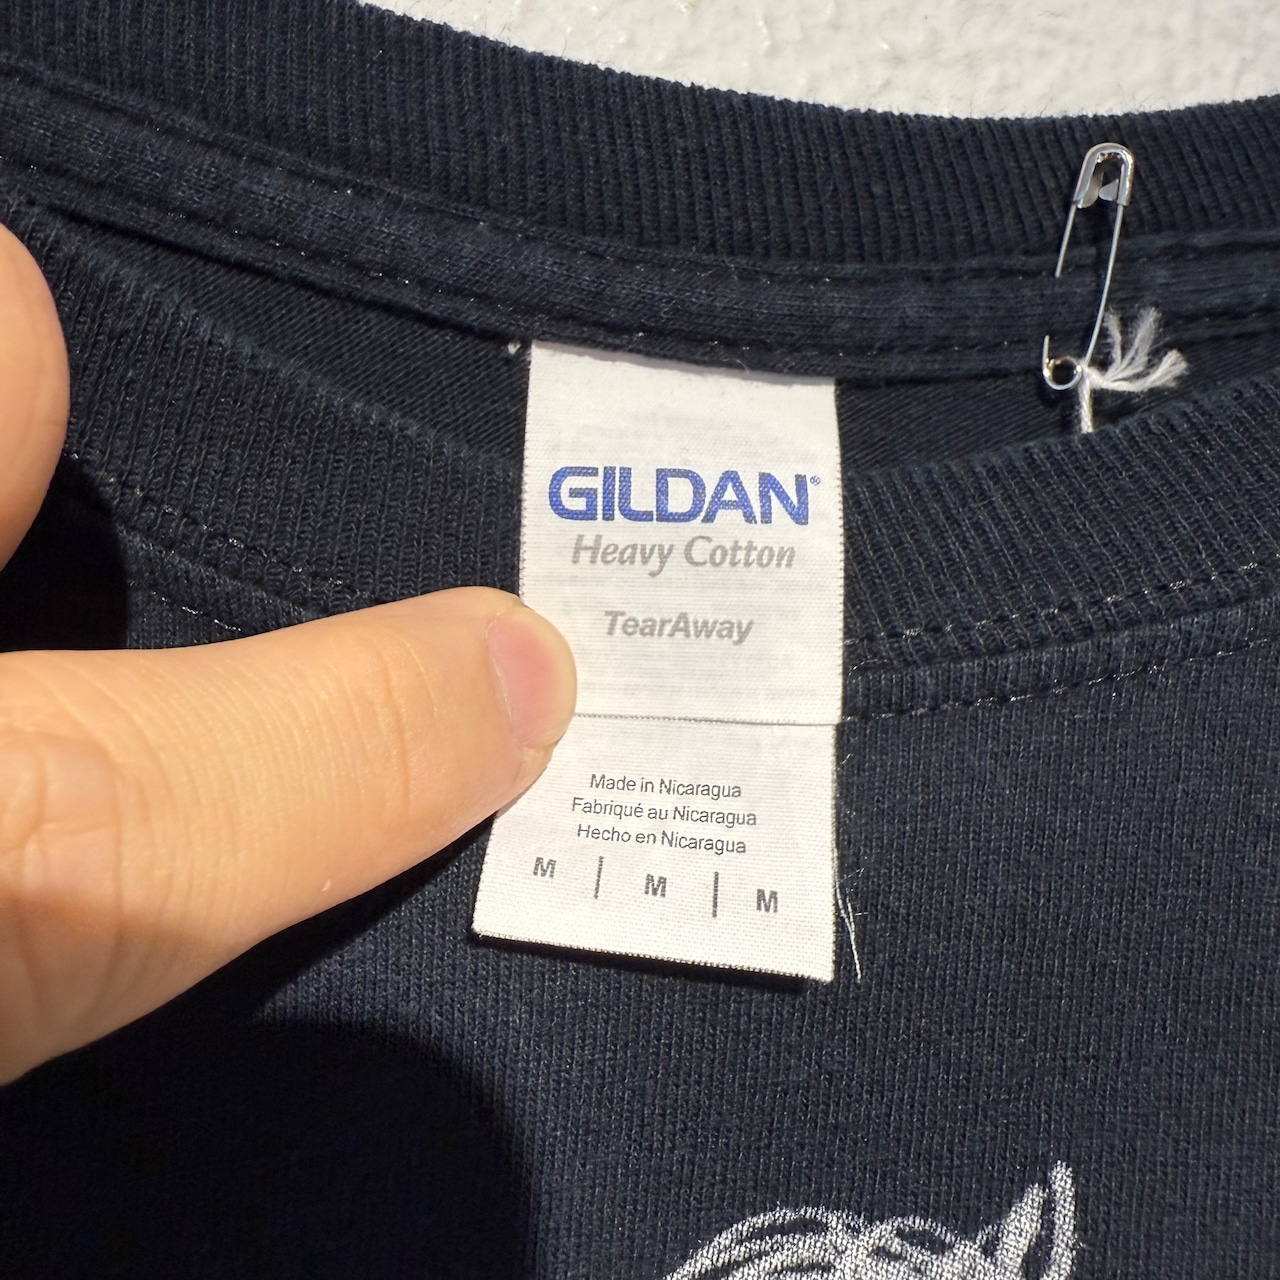 GILDAN®
Heavy Cotton
TearAway
Made in Nicaragua
Fabriqué au Nicaragua
Hecho en Nicaragua
M | M | M